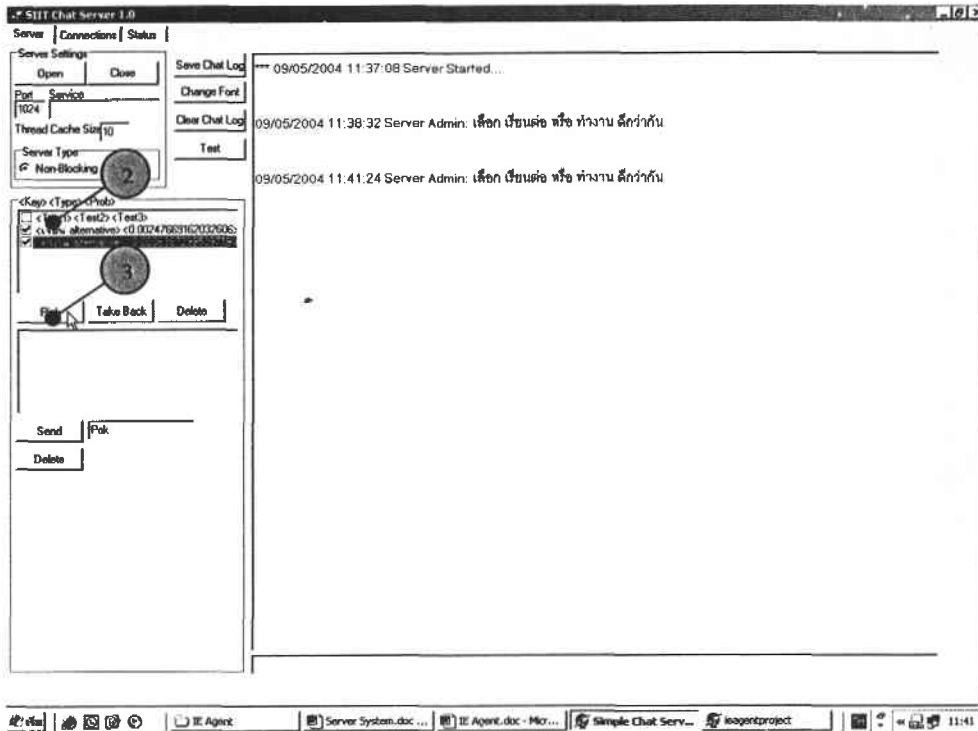 SIIT Chat Server 1.0
Server Connections Status
Server Settings
Open Close
Port Service
1024
Thread Cache Size 10
Server Type
Non-Blocking
Save Chat Log
Change Font
Clear Chat Log
Test
*** 09/05/2004 11:37:08 Server Started...
09/05/2004 11:38:32 Server Admin: เลือก เรียนต่อ หรือ ทำงาน ดีกว่ากัน
09/05/2004 11:41:24 Server Admin: เลือก เรียนต่อ หรือ ทำงาน ดีกว่ากัน
2
<Key> <Type> <Prob>
<Test2> <Test3>
alternative> <0.00247669162037606>
3
Take Back Delete
Send Pak
Delete
IE Agent
Server System.doc ...
IE Agent.doc - Micr...
Simple Chat Serv...
ieagentproject
11:41